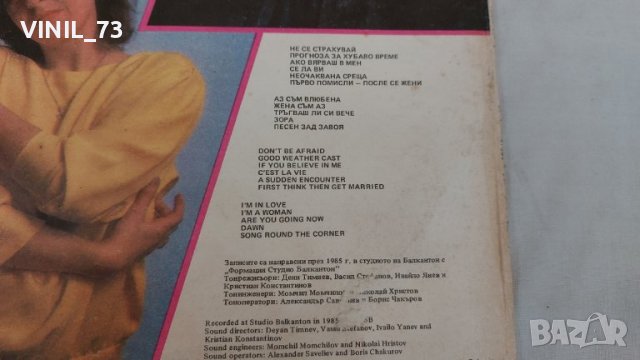 VINIL_73
НЕ СЕ СТРАХУВАЙ
ПРОГНОЗА ЗА ХУБАВО ВРЕМЕ
АКО ВЯРВАШ В МЕН
СЕ ЛА ВИ
НЕОЧАКВАНА СРЕЩА
ПЪРВО ПОМИСЛИ – ПОСЛЕ СЕ ЖЕНИ
АЗ СЪМ ВЛЮБЕНА
ЖЕНА СЪМ АЗ
ТРЪГВАШ ЛИ СИ ВЕЧЕ
ЗОРА
ПЕСЕН ЗАД ЗАВОЯ
DON'T BE AFRAID
GOOD WEATHER CAST
IF YOU BELIEVE IN ME
C'EST LA VIE
A SUDDEN ENCOUNTER
FIRST THINK THEN GET MARRIED
I'M IN LOVE
I'M A WOMAN
ARE YOU GOING NOW
DAWN
SONG ROUND THE CORNER
Записите са направени през 1985 г. в студиото на Балкантон с
„Формация Студио Балкантон"
Тонрежисьори: Деян Тимнев, Васил Стефанов, Ивайло Янев и
Кристиан Константинов
Тонинженери: Момчил Момчилов и Николай Христов
Тоноператори: Александър и Борис Чакъров
Recorded at Studio Balkanton in 1985
Sound directors: Deyan Timnev, Vassil Stefanov, Ivailo Yanev and
Kristian Konstantinov
Sound engineers: Momchil Momchilov and Nikolai Hristov
Sound operators: Alexander Saveliev and Boris Chakurov
bazar